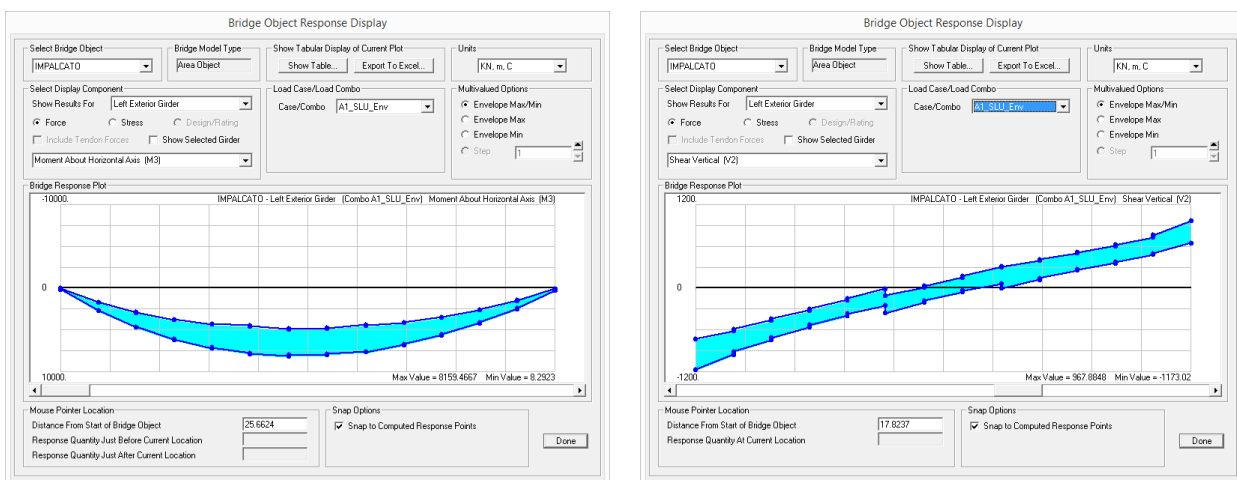 Bridge Object Response Display
Select Bridge Object
IMPALCATO
Bridge Model Type
Area Object
Show Tabular Display of Current Plot
Show Table...
Export To Excel...
Units
KN, m, C
Select Display Component
Show Results For
Left Exterior Girder
Force
Stress
Design/Rating
Include Tendon Forces
Show Selected Girder
Moment About Horizontal Axis (M3)
Load Case/Load Combo
Case/Combo
A1_SLU_Env
Multivalued Options
Envelope Max/Min
Envelope Max
Envelope Min
Step
1
Bridge Response Plot
-10000.
IMPALCATO - Left Exterior Girder (Combo A1_SLU_Env) Moment About Horizontal Axis (M3)
0
10000.
Max Value = 8159.4667 Min Value = 8.2923
Mouse Pointer Location
Distance From Start of Bridge Object
25.6624
Response Quantity Just Before Current Location
Response Quantity Just After Current Location
Snap Options
Snap to Computed Response Points
Done
Bridge Object Response Display
Select Bridge Object
IMPALCATO
Bridge Model Type
Area Object
Show Tabular Display of Current Plot
Show Table...
Export To Excel...
Units
KN, m, C
Select Display Component
Show Results For
Left Exterior Girder
Force
Stress
Design/Rating
Include Tendon Forces
Show Selected Girder
Shear Vertical (V2)
Load Case/Load Combo
Case/Combo
A1_SLU_Env
Multivalued Options
Envelope Max/Min
Envelope Max
Envelope Min
Step
1
Bridge Response Plot
1200.
IMPALCATO - Left Exterior Girder (Combo A1_SLU_Env) Shear Vertical (V2)
0
-1200.
Max Value = 967.8848 Min Value = -1173.02
Mouse Pointer Location
Distance From Start of Bridge Object
17.8237
Response Quantity At Current Location
Snap Options
Snap to Computed Response Points
Done